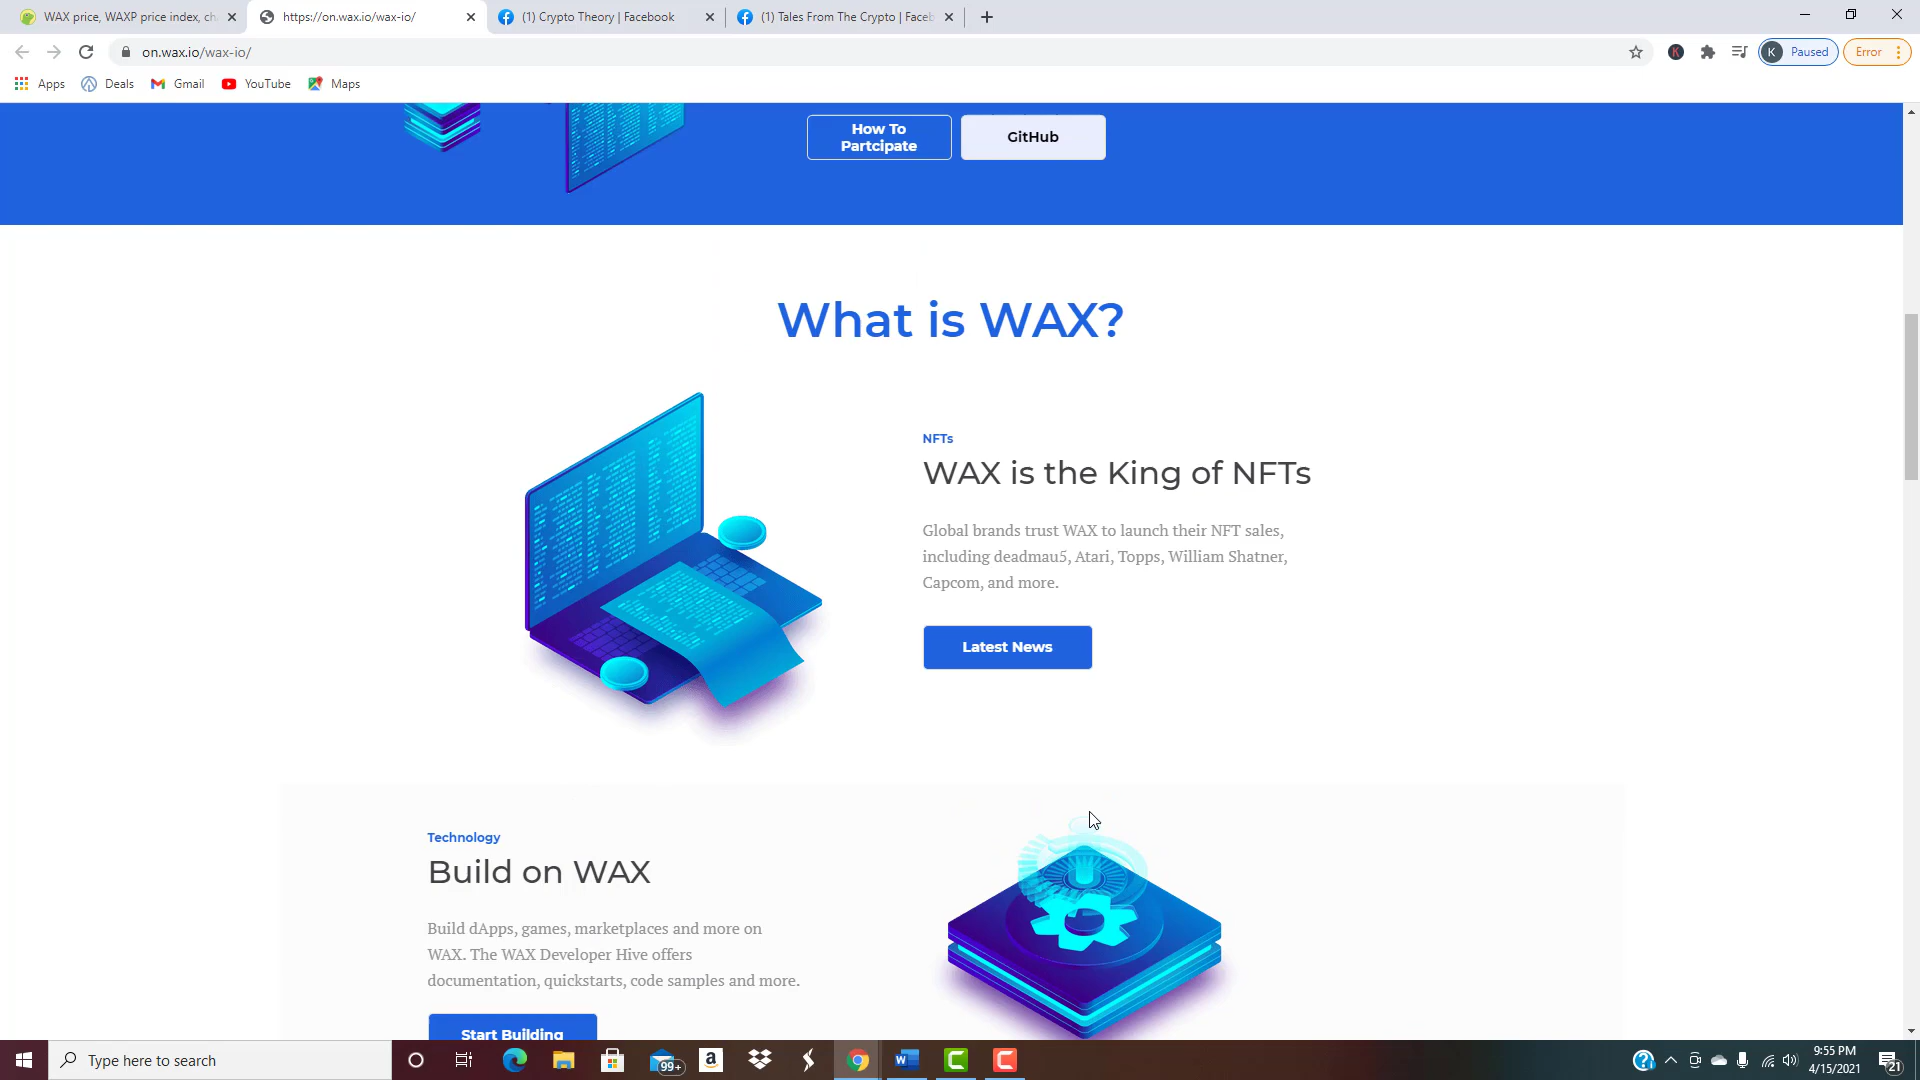 WAX price, WAXP price index, ch
https://on.wax.io/wax-io/
(1) Crypto Theory | Facebook
(1) Tales From The Crypto | Faceb
on.wax.io/wax-io/
K
K
Paused
Error
Apps
Deals
Gmail
YouTube
Maps
How To
Partcipate
GitHub
What is WAX?
NFTs
WAX is the King of NFTs
Global brands trust WAX to launch their NFT sales,
including deadmau5, Atari, Topps, William Shatner,
Capcom, and more.
Latest News
Technology
Build on WAX
Build dApps, games, marketplaces and more on
WAX. The WAX Developer Hive offers
documentation, quickstarts, code samples and more.
Start Building
Type here to search
99+
9:55 PM
4/15/2021
21